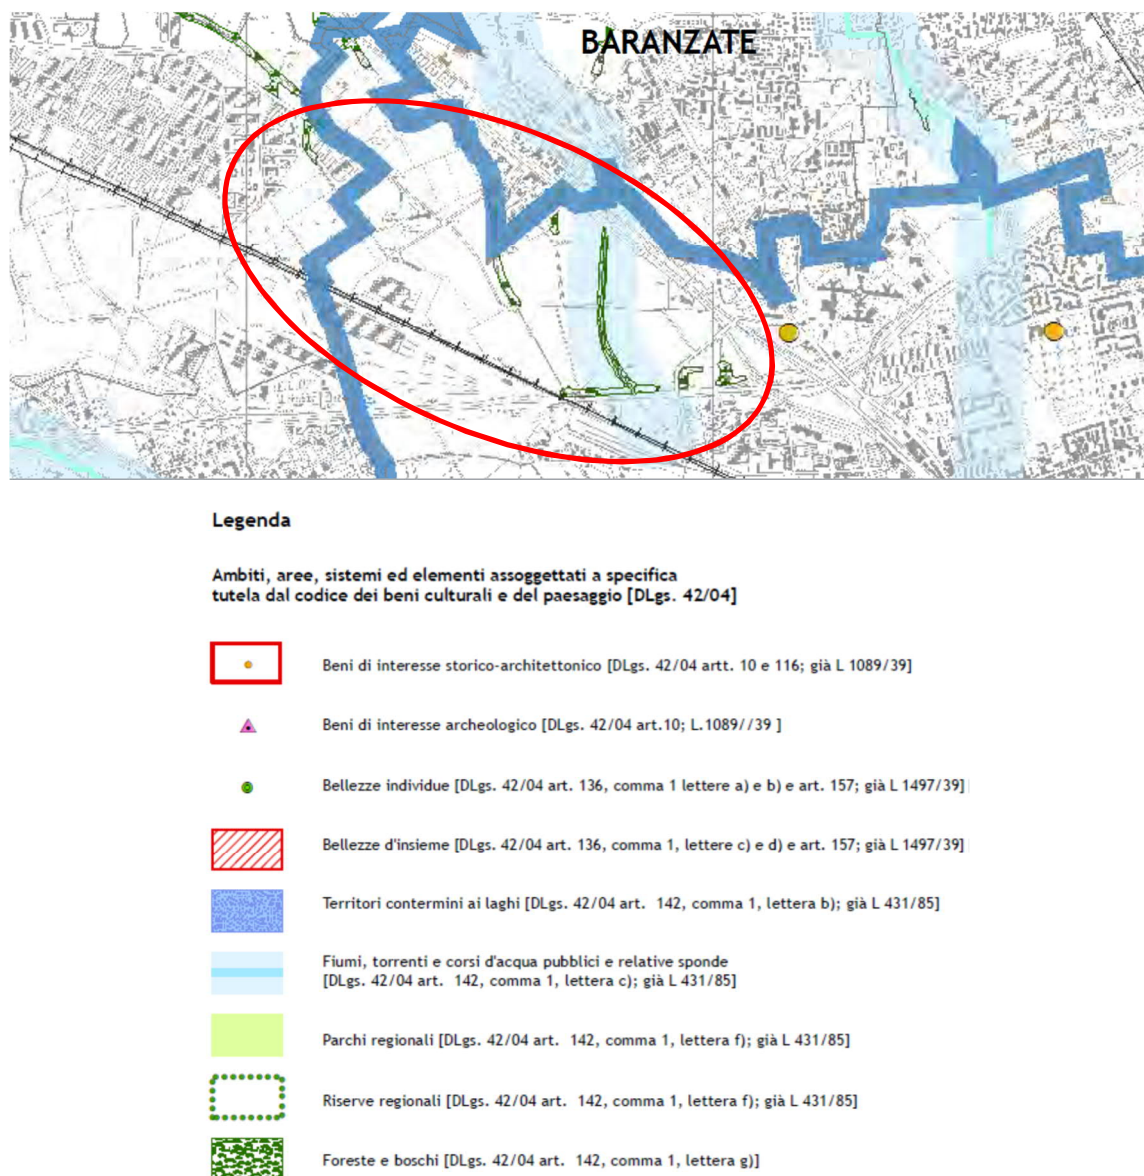 BARANZATE
Legenda
Ambiti, aree, sistemi ed elementi assoggettati a specifica
tutela dal codice dei beni culturali e del paesaggio [DLgs. 42/04]
Beni di interesse storico-architettonico [DLgs. 42/04 artt. 10 e 116; già L 1089/39]
Beni di interesse archeologico [DLgs. 42/04 art.10; L.1089//39 ]
Bellezze individue [DLgs. 42/04 art. 136, comma 1 lettere a) e b) e art. 157; già L 1497/39]
Bellezze d'insieme [DLgs. 42/04 art. 136, comma 1, lettere c) e d) e art. 157; già L 1497/39]
Territori contermini ai laghi [DLgs. 42/04 art. 142, comma 1, lettera b); già L 431/85]
Fiumi, torrenti e corsi d'acqua pubblici e relative sponde
[DLgs. 42/04 art. 142, comma 1, lettera c); già L 431/85]
Parchi regionali [DLgs. 42/04 art. 142, comma 1, lettera f); già L 431/85]
Riserve regionali [DLgs. 42/04 art. 142, comma 1, lettera f); già L 431/85]
Foreste e boschi [DLgs. 42/04 art. 142, comma 1, lettera g)]